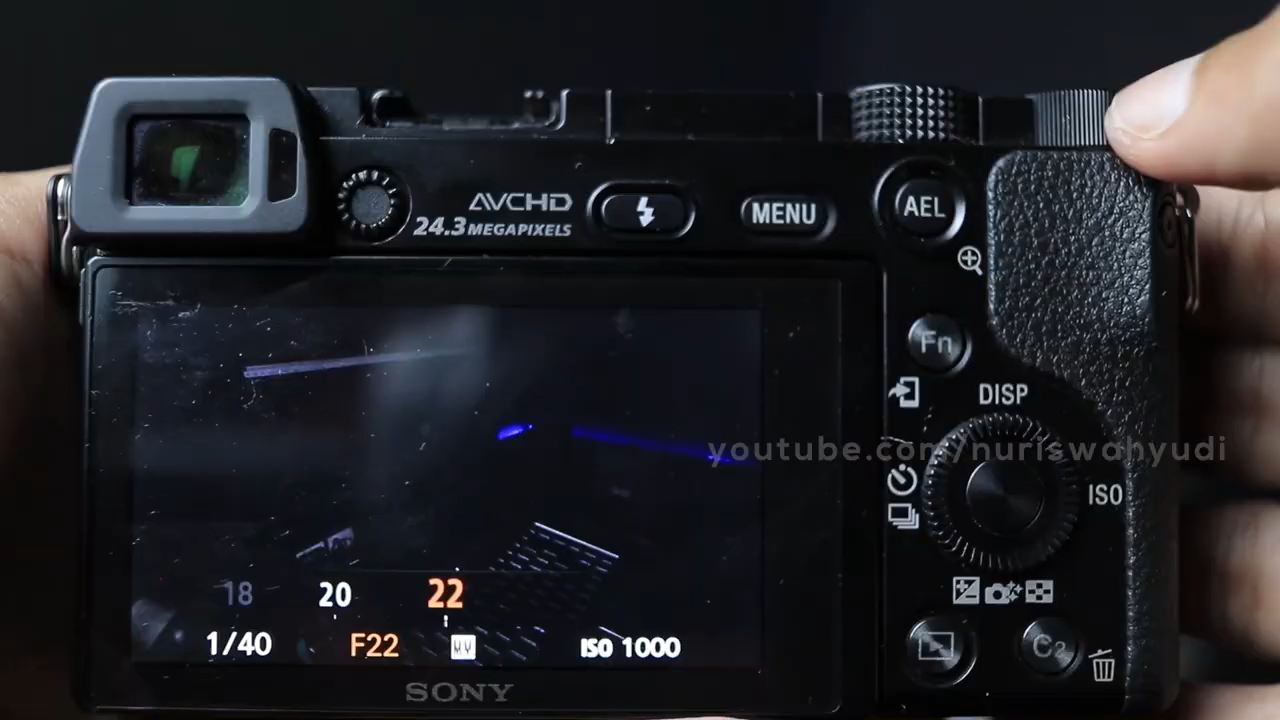 AVCHD
24.3 MEGAPIXELS
MENU
AEL
Fn
DISP
youtube.com/nuriswahyudi
ISO
18 20 22
1/40 F22 ISO 1000
C2
SONY